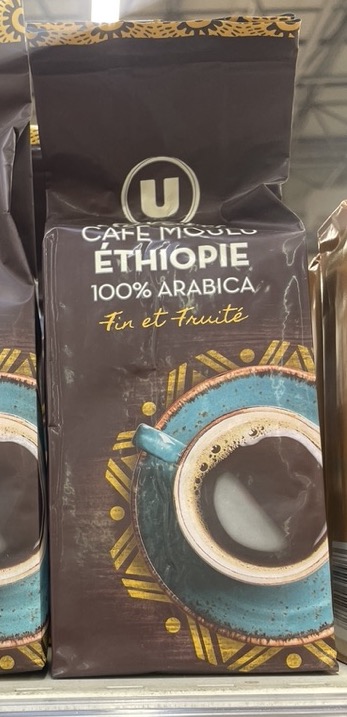 U
CAFÉ MOULU
ÉTHIOPIE
100% ARABICA
Fin et Fruité